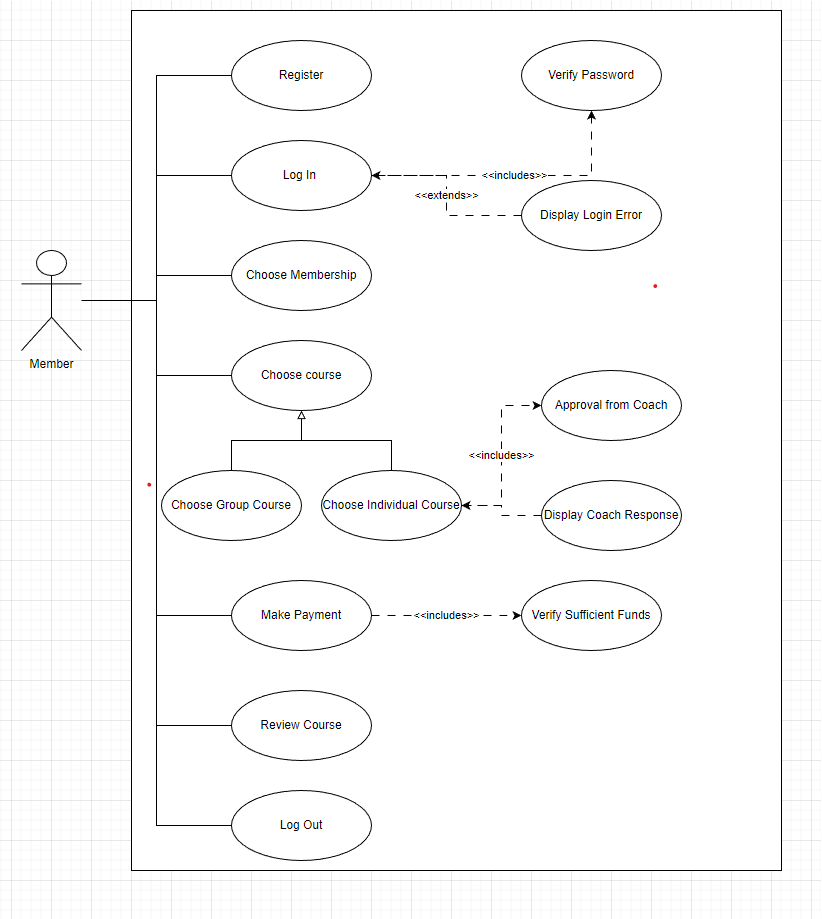 Register
Verify Password
Log In
<<includes>>
<<extends>>
Display Login Error
Choose Membership
Member
Choose course
Approval from Coach
<<includes>>
Choose Group Course
Choose Individual Course
Display Coach Response
Make Payment
<<includes>>
Verify Sufficient Funds
Review Course
Log Out